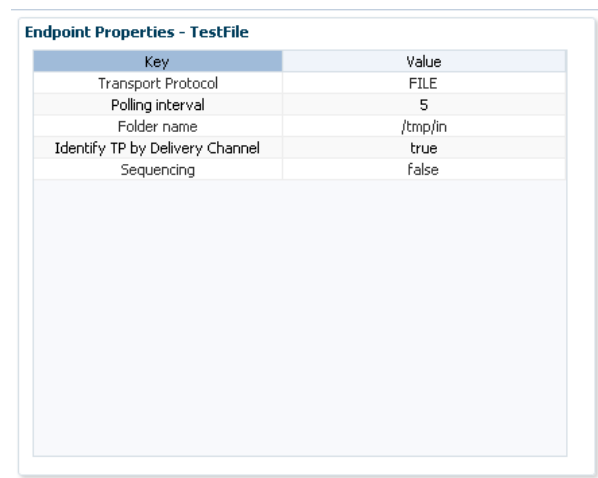 Endpoint Properties - TestFile
Key Value
Transport Protocol FILE
Polling interval 5
Folder name /tmp/in
Identify TP by Delivery Channel true
Sequencing false